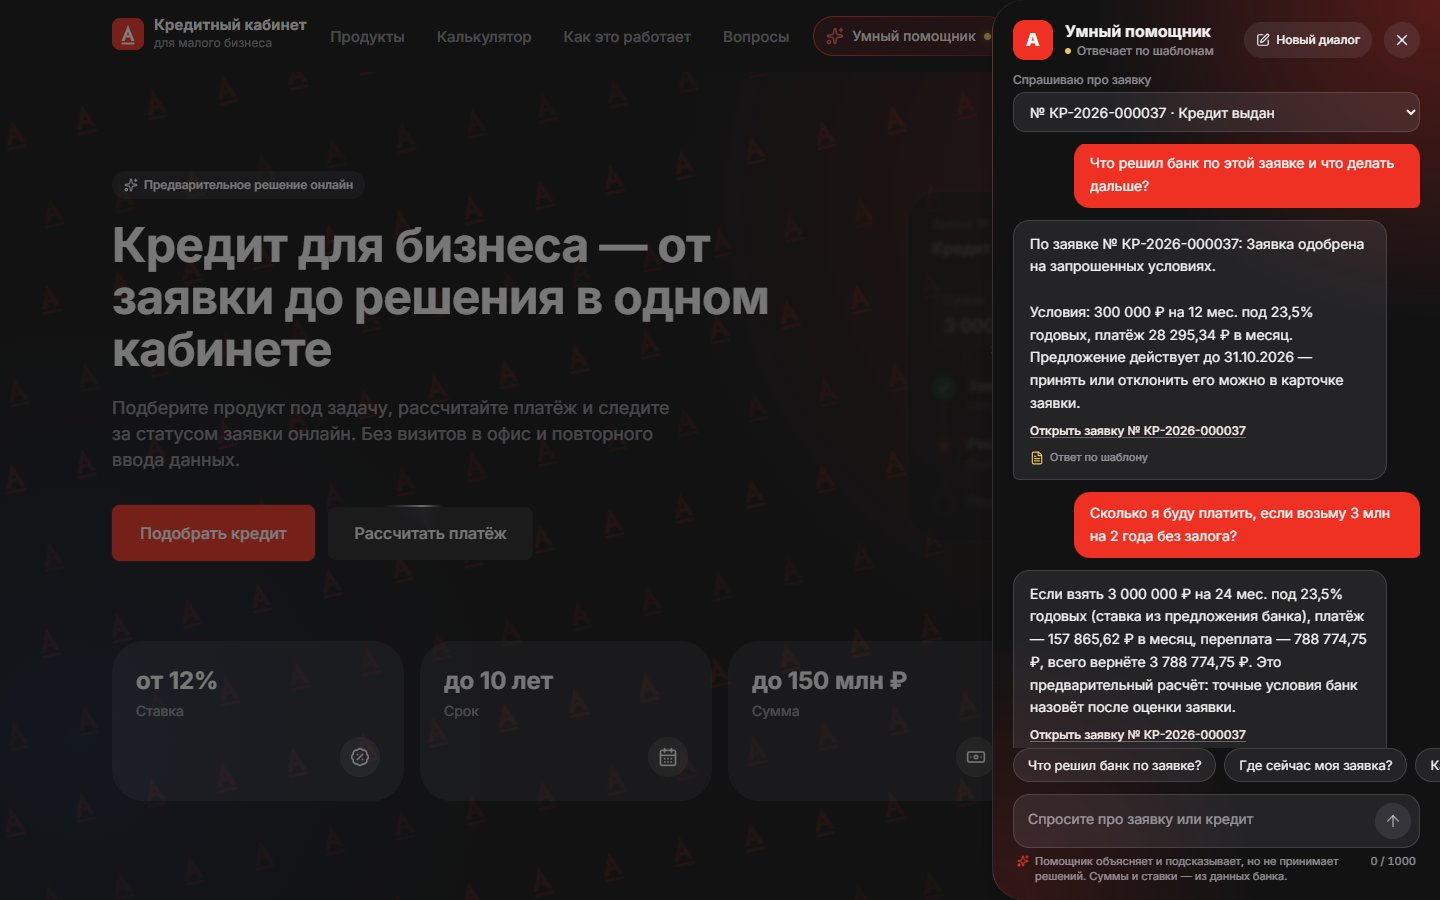 Кредитный кабинет
для малого бизнеса
Продукты
Калькулятор
Как это работает
Вопросы
Умный помощник
Предварительное решение онлайн
Кредит для бизнеса — от
заявки до решения в одном
кабинете
Подберите продукт под задачу, рассчитайте платёж и следите
за статусом заявки онлайн. Без визитов в офис и повторного
ввода данных.
Подобрать кредит
Рассчитать платёж
от 12%
Ставка
до 10 лет
Срок
до 150 млн ₽
Сумма
А
Умный помощник
Отвечает по шаблонам
Новый диалог
Спрашиваю про заявку
№ КР-2026-000037 · Кредит выдан
Что решил банк по этой заявке и что делать
дальше?
По заявке № КР-2026-000037: Заявка одобрена
на запрошенных условиях.
Условия: 300 000 ₽ на 12 мес. под 23,5%
годовых, платёж 28 295,34 ₽ в месяц.
Предложение действует до 31.10.2026 —
принять или отклонить его можно в карточке
заявки.
Открыть заявку № КР-2026-000037
Ответ по шаблону
Сколько я буду платить, если возьму 3 млн
на 2 года без залога?
Если взять 3 000 000 ₽ на 24 мес. под 23,5%
годовых (ставка из предложения банка), платёж
— 157 865,62 ₽ в месяц, переплата — 788 774,75
₽, всего вернёте 3 788 774,75 ₽. Это
предварительный расчёт: точные условия банк
назовёт после оценки заявки.
Открыть заявку № КР-2026-000037
Что решил банк по заявке?
Где сейчас моя заявка?
Спросите про заявку или кредит
Помощник объясняет и подсказывает, но не принимает
решений. Суммы и ставки — из данных банка.
0 / 1000